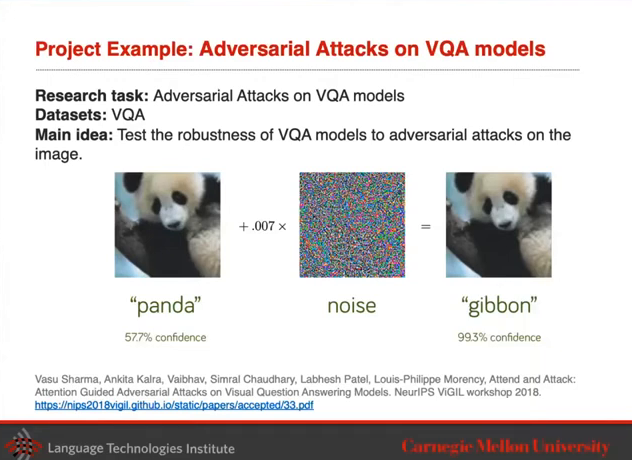 Project Example: Adversarial Attacks on VQA models
Research task: Adversarial Attacks on VQA models
Datasets: VQA
Main idea: Test the robustness of VQA models to adversarial attacks on the
image.
+ .007 ×
=
“panda”
noise
“gibbon”
57.7% confidence
99.3% confidence
Vasu Sharma, Ankita Kalra, Vaibhav, Simral Chaudhary, Labhesh Patel, Louis-Philippe Morency, Attend and Attack:
Attention Guided Adversarial Attacks on Visual Question Answering Models. NeurIPS ViGIL workshop 2018.
https://nips2018vigil.github.io/static/papers/accepted/33.pdf
Language Technologies Institute
Carnegie Mellon University